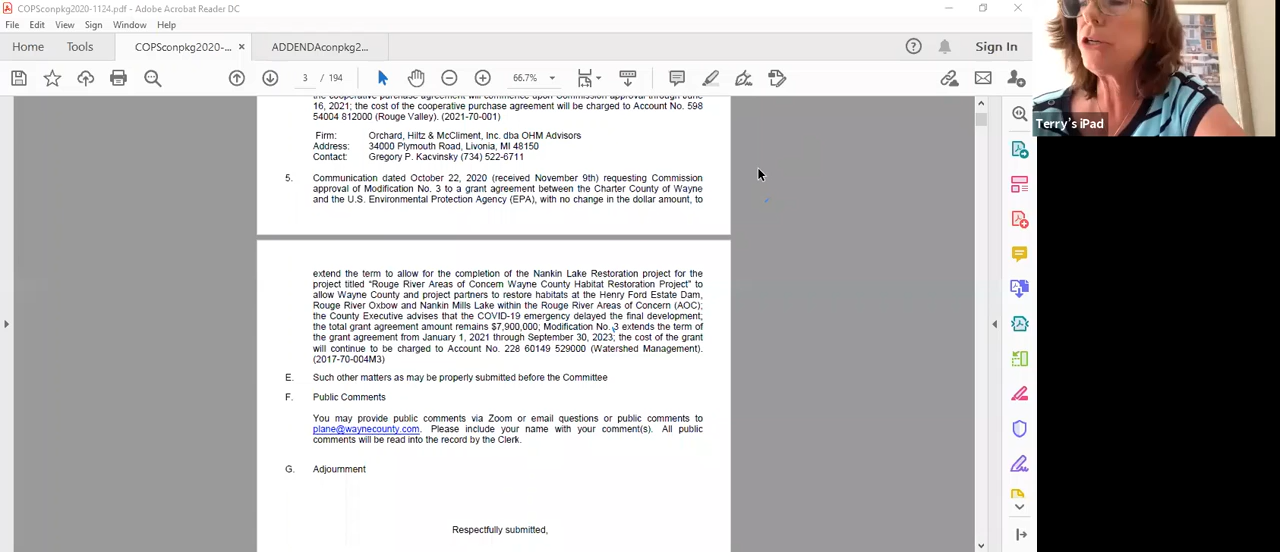 COPSconpkg2020-1124.pdf - Adobe Acrobat Reader DC
File Edit View Sign Window Help
Home Tools COPSconpkg2020-... × ADDENDAconpkg2... Sign In
3 / 194 66.7%
the cooperative purchase agreement will commence upon Commission approval through June
16, 2021; the cost of the cooperative purchase agreement will be charged to Account No. 598
54004 812000 (Rouge Valley). (2021-70-001)
Firm: Orchard, Hiltz & McCliment, Inc. dba OHM Advisors
Address: 34000 Plymouth Road, Livonia, MI 48150
Contact: Gregory P. Kacvinsky (734) 522-6711
5. Communication dated October 22, 2020 (received November 9th) requesting Commission
approval of Modification No. 3 to a grant agreement between the Charter County of Wayne
and the U.S. Environmental Protection Agency (EPA), with no change in the dollar amount, to
extend the term to allow for the completion of the Nankin Lake Restoration project for the
project titled “Rouge River Areas of Concern Wayne County Habitat Restoration Project” to
allow Wayne County and project partners to restore habitats at the Henry Ford Estate Dam,
Rouge River Oxbow and Nankin Mills Lake within the Rouge River Areas of Concern (AOC);
the County Executive advises that the COVID-19 emergency delayed the final development;
the total grant agreement amount remains $7,900,000; Modification No. 3 extends the term of
the grant agreement from January 1, 2021 through September 30, 2023; the cost of the grant
will continue to be charged to Account No. 228 60149 529000 (Watershed Management).
(2017-70-004M3)
E. Such other matters as may be properly submitted before the Committee
F. Public Comments
You may provide public comments via Zoom or email questions or public comments to
plane@waynecounty.com. Please include your name with your comment(s). All public
comments will be read into the record by the Clerk.
G. Adjournment
Respectfully submitted,
Terry's iPad